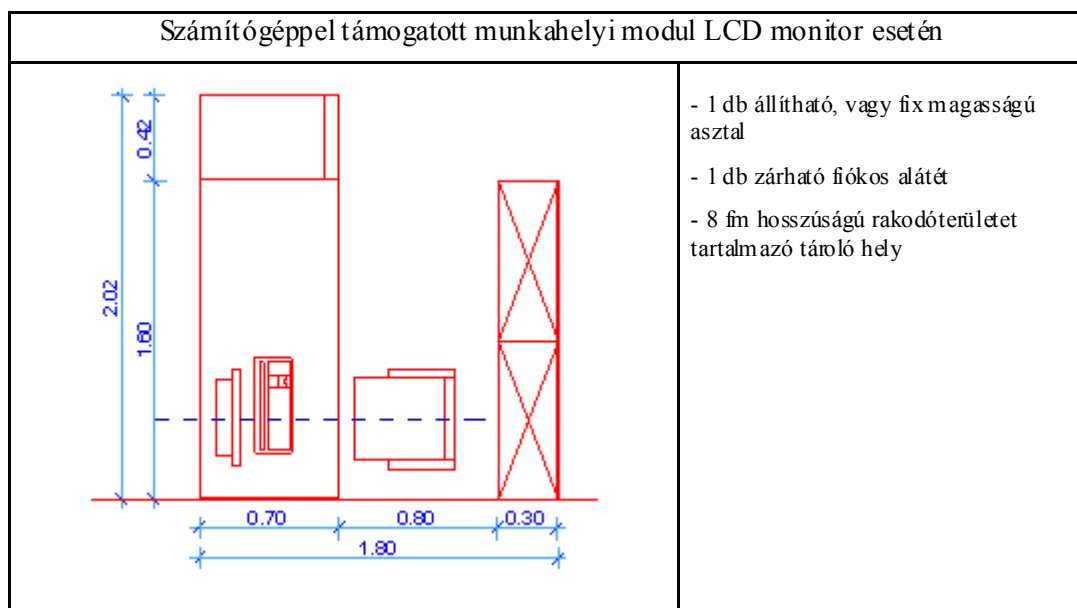 Számítógéppel támogatott munkahelyi modul LCD monitor esetén
- 1 db állítható, vagy fix magasságú
asztal
- 1 db zárható fiókos alátét
- 8 fm hosszúságú rakodóterületet
tartalmazó tároló hely
0.42
2.02
1.60
0.70
0.80
0.30
1.80